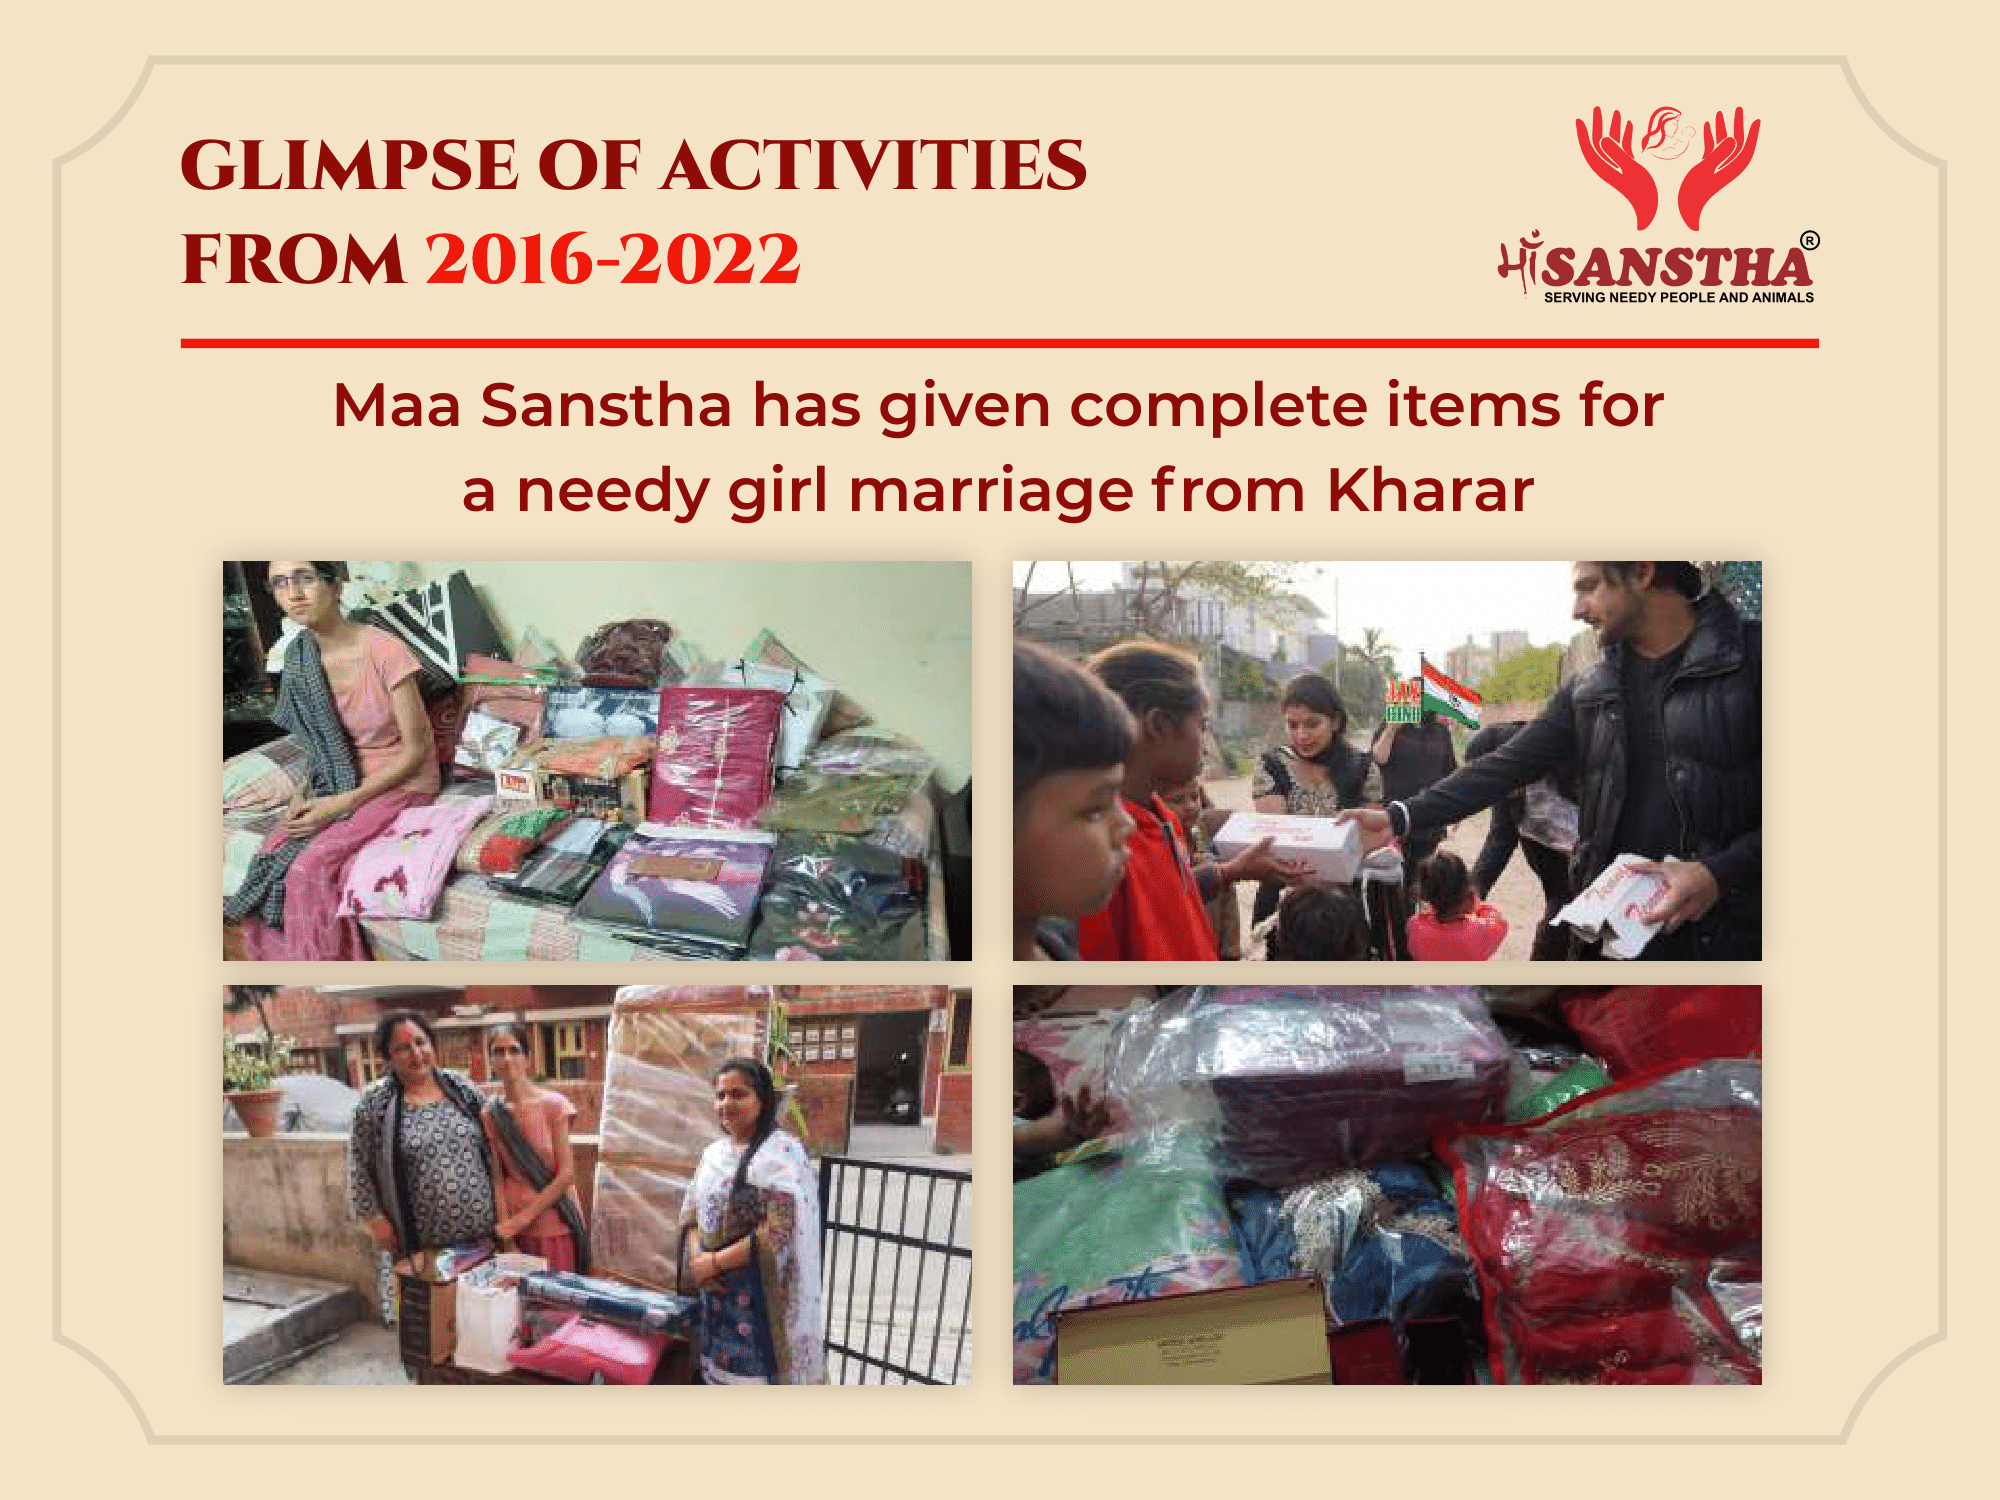 GLIMPSE OF ACTIVITIES
FROM 2016-2022
माँ SANSTHA®
SERVING NEEDY PEOPLE AND ANIMALS
Maa Sanstha has given complete items for
a needy girl marriage from Kharar